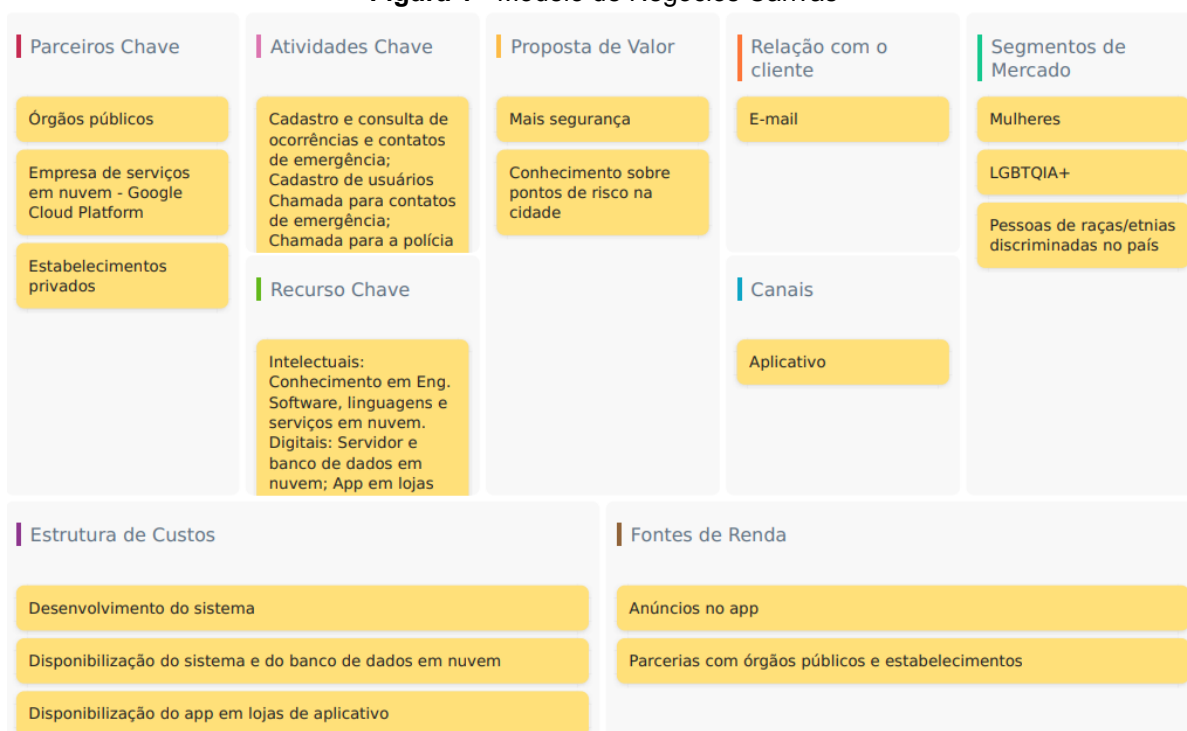 Parceiros Chave
Órgãos públicos
Empresa de serviços
em nuvem - Google
Cloud Platform
Estabelecimentos
privados
Atividades Chave
Cadastro e consulta de
ocorrências e contatos
de emergência;
Cadastro de usuários
Chamada para contatos
de emergência;
Chamada para a polícia
Recurso Chave
Intelectuais:
Conhecimento em Eng.
Software, linguagens e
serviços em nuvem.
Digitais: Servidor e
banco de dados em
nuvem; App em lojas
Proposta de Valor
Mais segurança
Conhecimento sobre
pontos de risco na
cidade
Relação com o
cliente
E-mail
Canais
Aplicativo
Segmentos de
Mercado
Mulheres
LGBTQIA+
Pessoas de raças/etnias
discriminadas no país
Estrutura de Custos
Desenvolvimento do sistema
Disponibilização do sistema e do banco de dados em nuvem
Disponibilização do app em lojas de aplicativo
Fontes de Renda
Anúncios no app
Parcerias com órgãos públicos e estabelecimentos